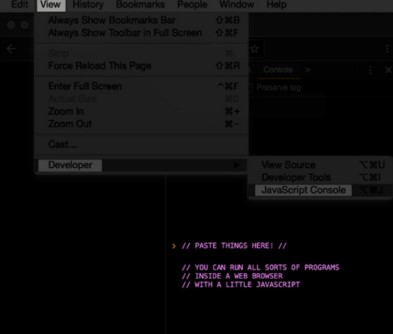 Edit View History Bookmarks People Window Help
Always Show Bookmarks Bar ⇧⌘B
Always Show Toolbar in Full Screen ⇧⌘F
Stop ⌘.
Force Reload This Page ⇧⌘R
Enter Full Screen ^⌘F
Actual Size ⌘0
Zoom In ⌘+
Zoom Out ⌘-
Cast...
Developer
Console >
Preserve log
View Source ⌥⌘U
Developer Tools ⌥⌘I
JavaScript Console ⌥⌘J
> // PASTE THINGS HERE! //
// YOU CAN RUN ALL SORTS OF PROGRAMS
// INSIDE A WEB BROWSER
// WITH A LITTLE JAVASCRIPT